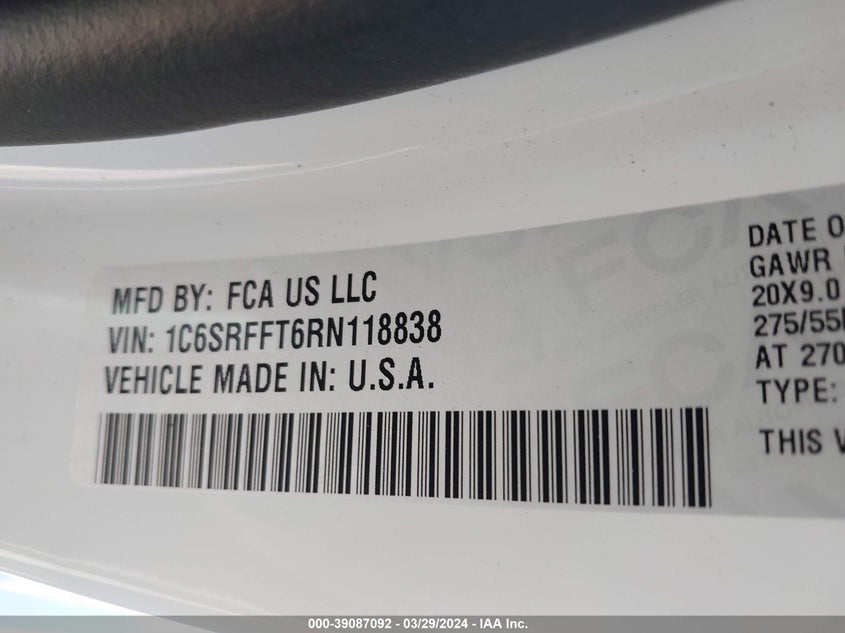 MFD BY: FCA US LLC
VIN: 1C6SRFFT6RN118838
VEHICLE MADE IN: U.S.A.
DATE O
GAWR
20X9.0
275/55
AT 270
TYPE:
THIS V
FCA
000-39087092 - 03/29/2024 - IAA Inc.